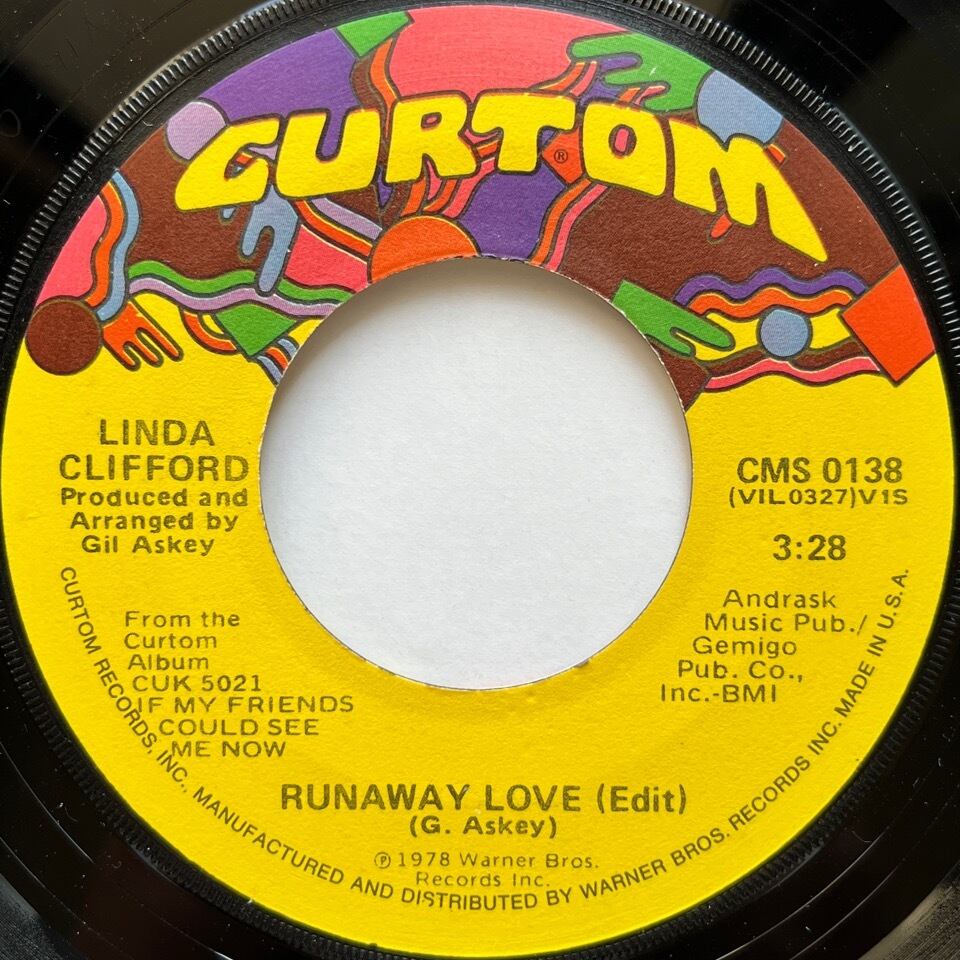 CURTOM®
LINDA
CLIFFORD
Produced and
Arranged by
Gil Askey
From the
Curtom
Album
CUK 5021
IF MY FRIENDS
COULD SEE
ME NOW
CMS 0138
(VIL0327)V1S
3:28
Andrask
Music Pub./
Gemigo
Pub. Co.,
Inc.-BMI
RUNAWAY LOVE (Edit)
(G. Askey)
℗ 1978 Warner Bros.
Records Inc.
CURTOM RECORDS, INC., MANUFACTURED AND DISTRIBUTED BY WARNER BROS. RECORDS INC. MADE IN U.S.A.